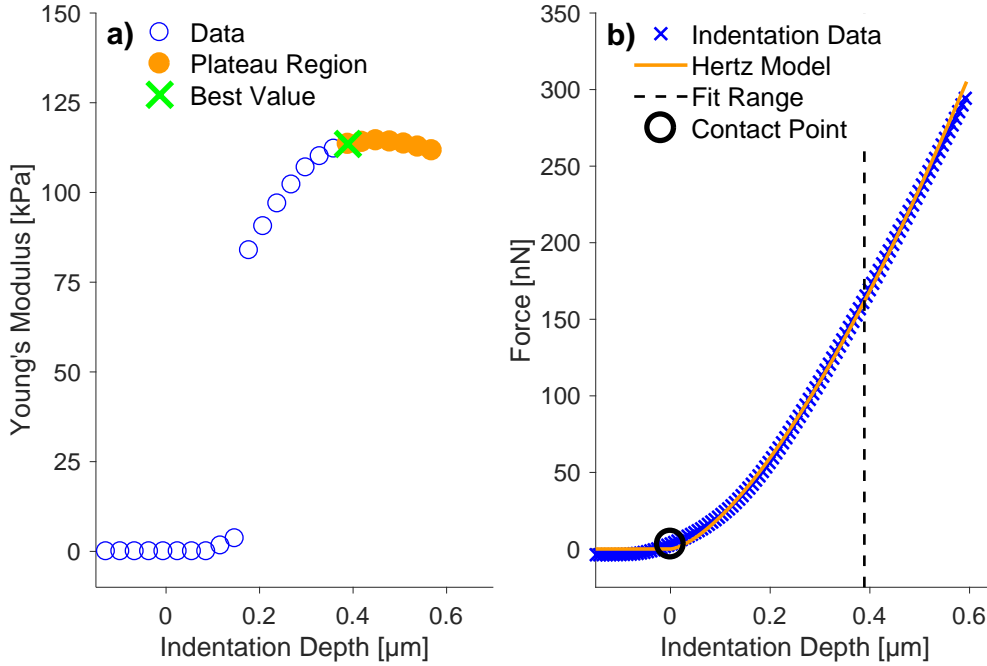 a)
Data
Plateau Region
Best Value
150
125
100
75
50
25
0
Young's Modulus [kPa]
0
0.2
0.4
0.6
Indentation Depth [µm]
b)
Indentation Data
Hertz Model
Fit Range
Contact Point
350
300
250
200
150
100
50
0
Force [nN]
0
0.2
0.4
0.6
Indentation Depth [µm]